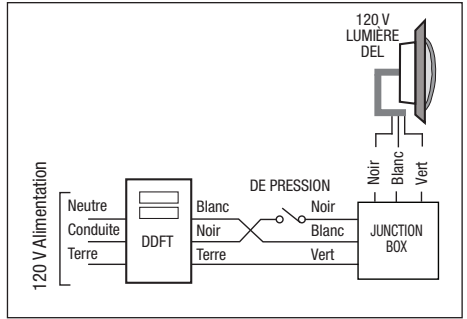 120 V
LUMIÈRE
DEL
Noir
Blanc
Vert
120 V Alimentation
Neutre
Conduite
Terre
DDFT
Blanc
Noir
Terre
DE PRESSION
Noir
Blanc
Vert
JUNCTION
BOX